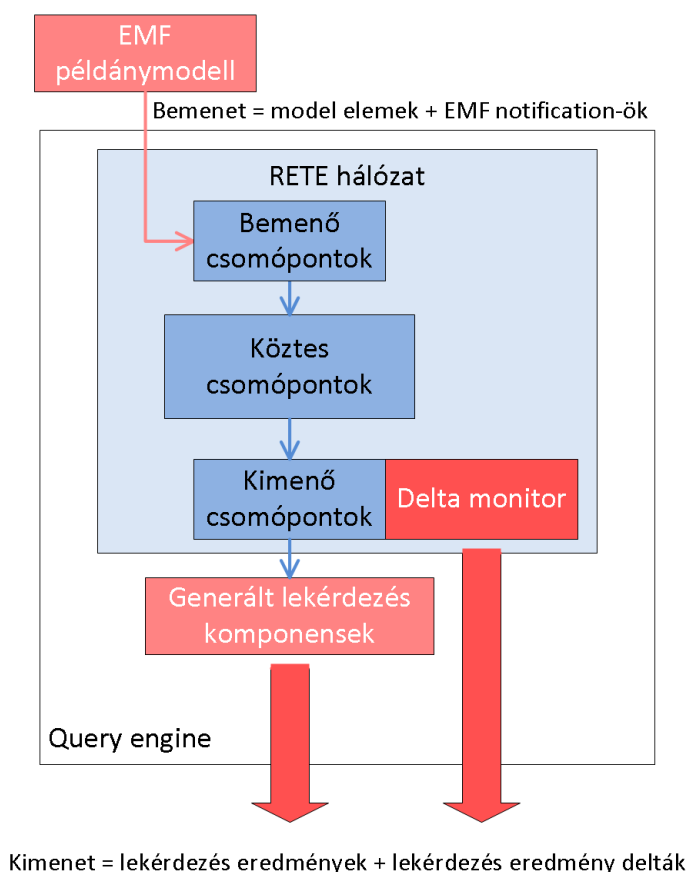 EMF
példánymodell
Bemenet = model elemek + EMF notification-ök
RETE hálózat
Bemenő
csomópontok
Köztes
csomópontok
Kimenő
csomópontok
Delta monitor
Generált lekérdezés
komponensek
Query engine
Kimenet = lekérdezés eredmények + lekérdezés eredmény delták